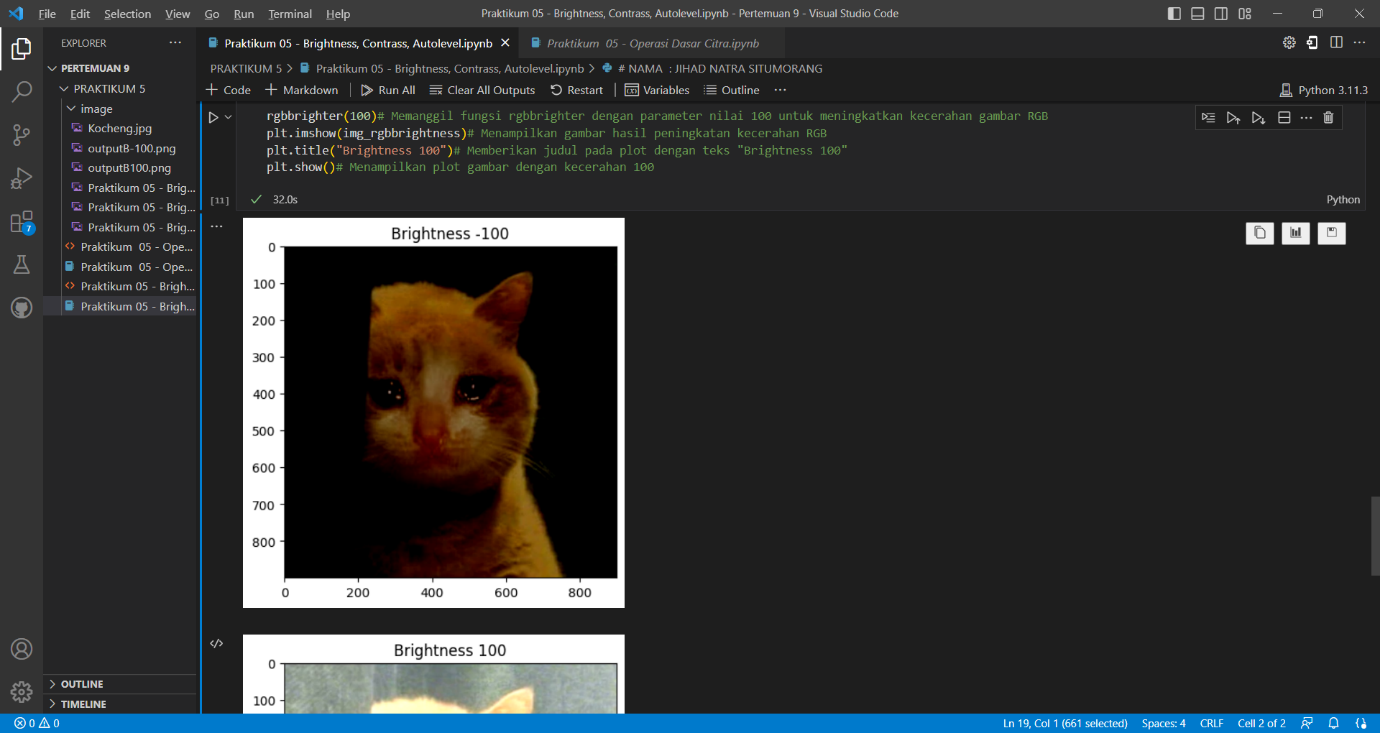 File Edit Selection View Go Run Terminal Help
Praktikum 05 - Brightness, Contrass, Autolevel.ipynb - Pertemuan 9 - Visual Studio Code
EXPLORER
Praktikum 05 - Brightness, Contrass, Autolevel.ipynb
Praktikum 05 - Operasi Dasar Citra.ipynb
PERTEMUAN 9
PRAKTIKUM 5 > Praktikum 05 - Brightness, Contrass, Autolevel.ipynb > # NAMA : JIHAD NATRA SITUMORANG
PRAKTIKUM 5
+ Code + Markdown Run All Clear All Outputs Restart Variables Outline ...
Python 3.11.3
image
Kocheng.jpg
outputB-100.png
outputB100.png
Praktikum 05 - Brig...
Praktikum 05 - Brig...
Praktikum 05 - Brig...
Praktikum 05 - Ope...
Praktikum 05 - Ope...
Praktikum 05 - Brigh...
Praktikum 05 - Brigh...
OUTLINE
TIMELINE
7
rgbbrighter(100)# Memanggil fungsi rgbbrighter dengan parameter nilai 100 untuk meningkatkan kecerahan gambar RGB
plt.imshow(img_rgbbrightness)# Menampilkan gambar hasil peningkatan kecerahan RGB
plt.title("Brightness 100")# Memberikan judul pada plot dengan teks "Brightness 100"
plt.show()# Menampilkan plot gambar dengan kecerahan 100
[11] 32.0s
Python
Brightness -100
0
100
200
300
400
500
600
700
800
0 200 400 600 800
Brightness 100
0
100
0 0
Ln 19, Col 1 (661 selected) Spaces: 4 CRLF Cell 2 of 2